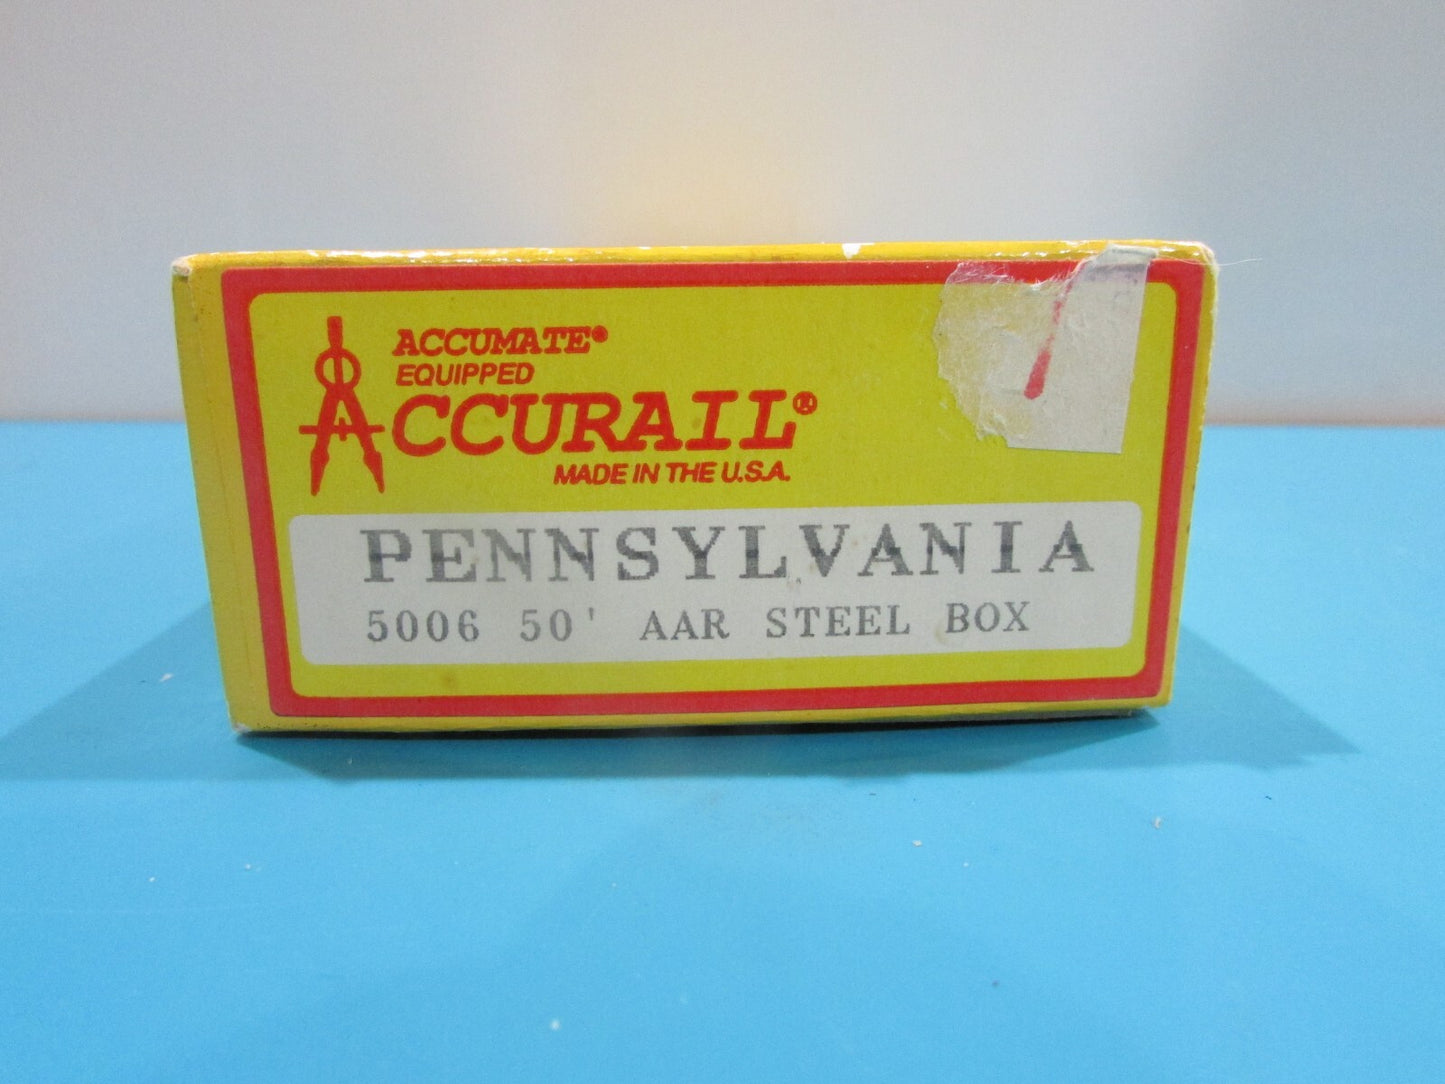 ACCUMATE®
EQUIPPED
ACCURAIL®
MADE IN THE U.S.A.
PENNSYLVANIA
5006 50' AAR STEEL BOX